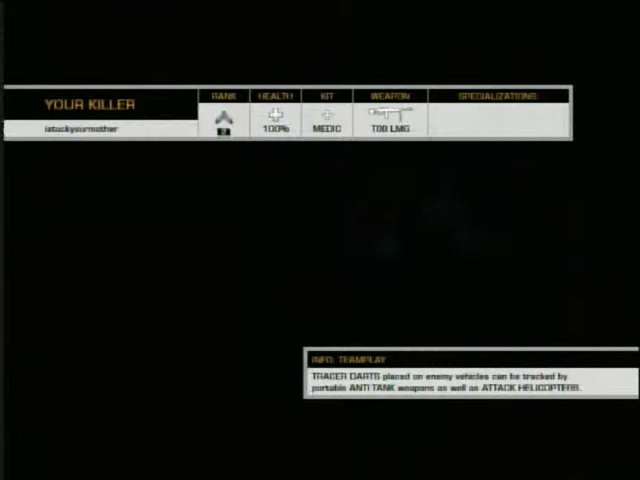 RANK HEALTH KIT WEAPON SPECIALIZATIONS
YOUR KILLER
100% MEDIC T88 LMG
INFO: TEAMPLAY
TRACER DARTS placed on enemy vehicles can be tracked by
portable ANTI TANK weapons as well as ATTACK HELICOPTERS.